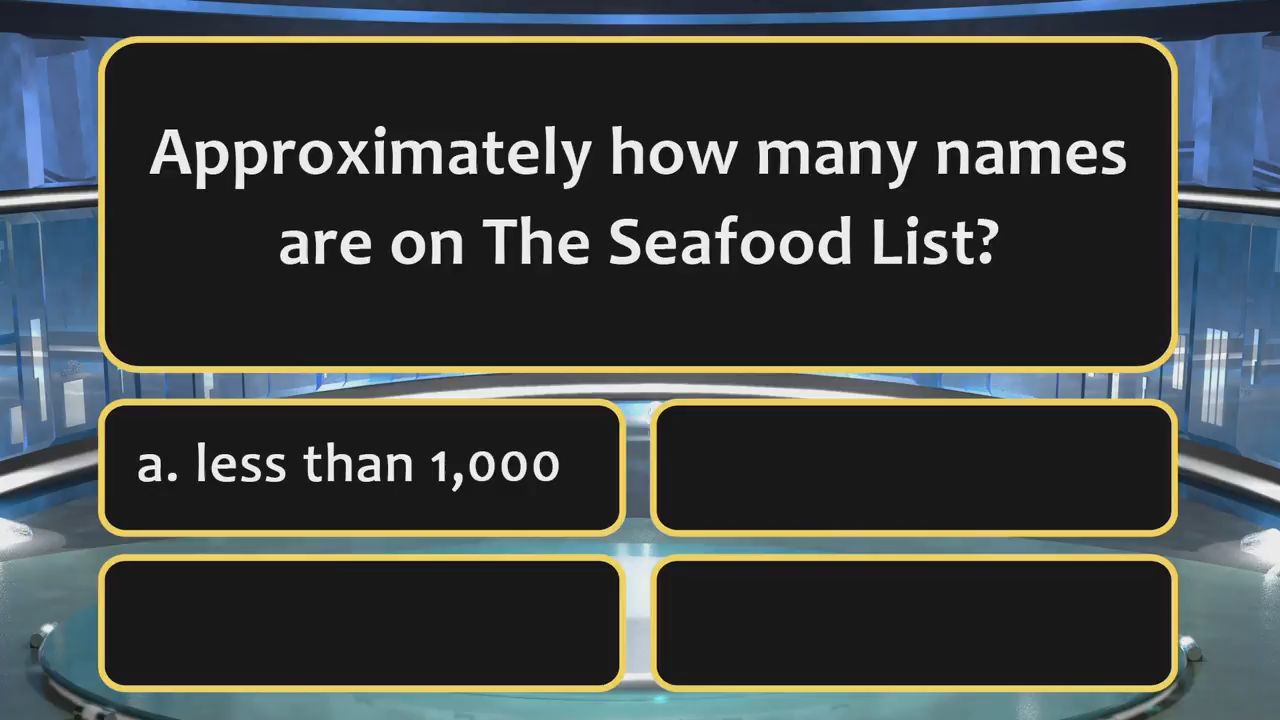 Approximately how many names
are on The Seafood List?
a. less than 1,000